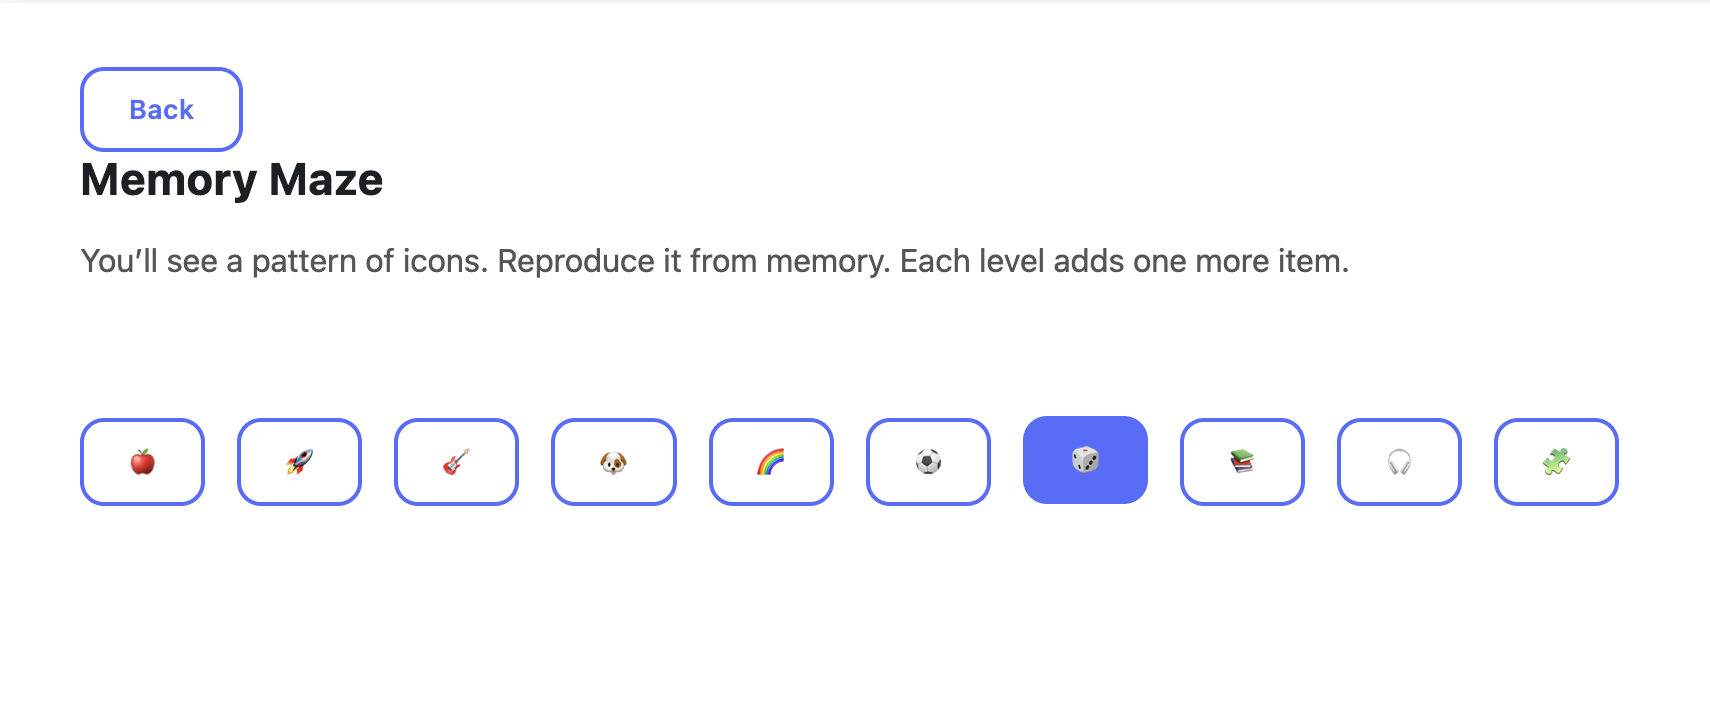 Back
Memory Maze
You’ll see a pattern of icons. Reproduce it from memory. Each level adds one more item.